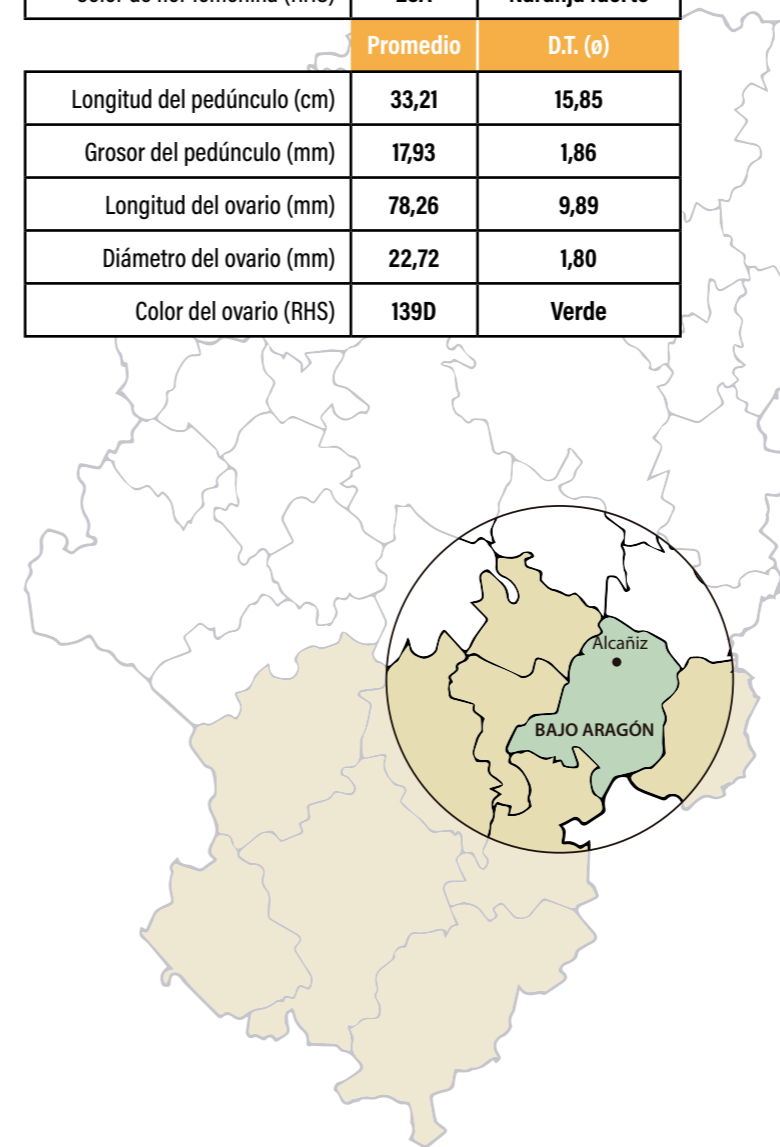 Promedio D.T. (ø)
Longitud del pedúnculo (cm) 33,21 15,85
Grosor del pedúnculo (mm) 17,93 1,86
Longitud del ovario (mm) 78,26 9,89
Diámetro del ovario (mm) 22,72 1,80
Color del ovario (RHS) 139D Verde
Alcañiz
BAJO ARAGÓN